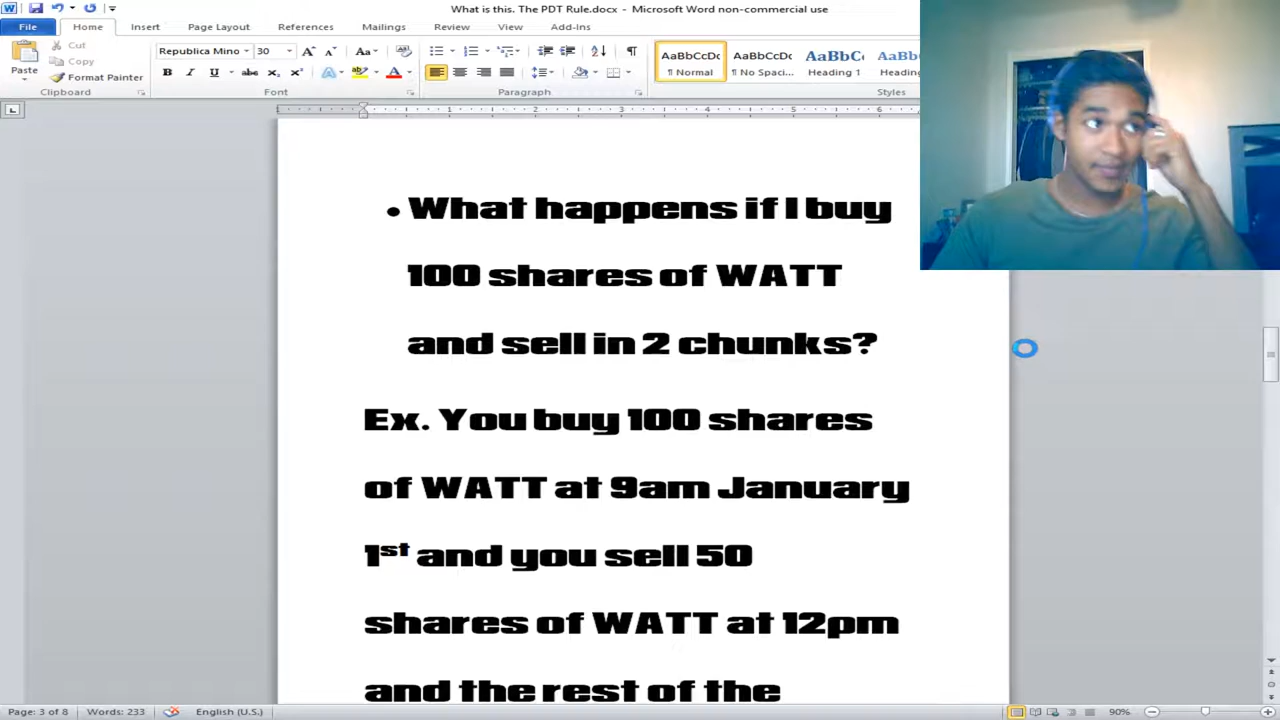 What is this. The PDT Rule.docx - Microsoft Word non-commercial use
File Home Insert Page Layout References Mailings Review View Add-Ins
Paste
Cut
Copy
Format Painter
Republica Mino 30
AaBbCcDc AaBbCcDc AaBbC AaBbCc
¶ Normal ¶ No Spaci... Heading 1 Heading
Clipboard Font Paragraph Styles
• What happens if I buy
100 shares of WATT
and sell in 2 chunks?
Ex. You buy 100 shares
of WATT at 9am January
1st and you sell 50
shares of WATT at 12pm
and the rest of the
Page: 3 of 8 Words: 233 English (U.S.) 90%